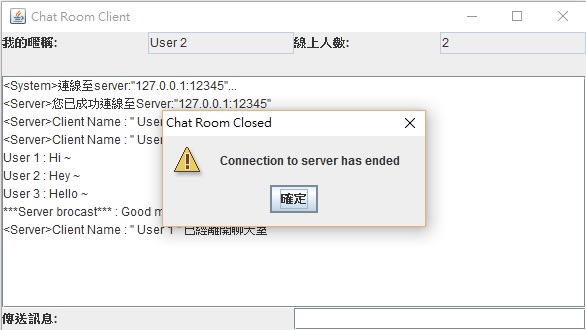 Chat Room Client
我的暱稱: User 2 線上人數: 2
<System>連線至server:"127.0.0.1:12345"...
<Server>您已成功連線至Server:"127.0.0.1:12345"
<Server>Client Name : " User
<Server>Client Name : " User
User 1 : Hi ~
User 2 : Hey ~
User 3 : Hello ~
***Server brocast*** : Good m
<Server>Client Name : " User 1 " 已經離開聊天室
Chat Room Closed
Connection to server has ended
確定
傳送訊息: